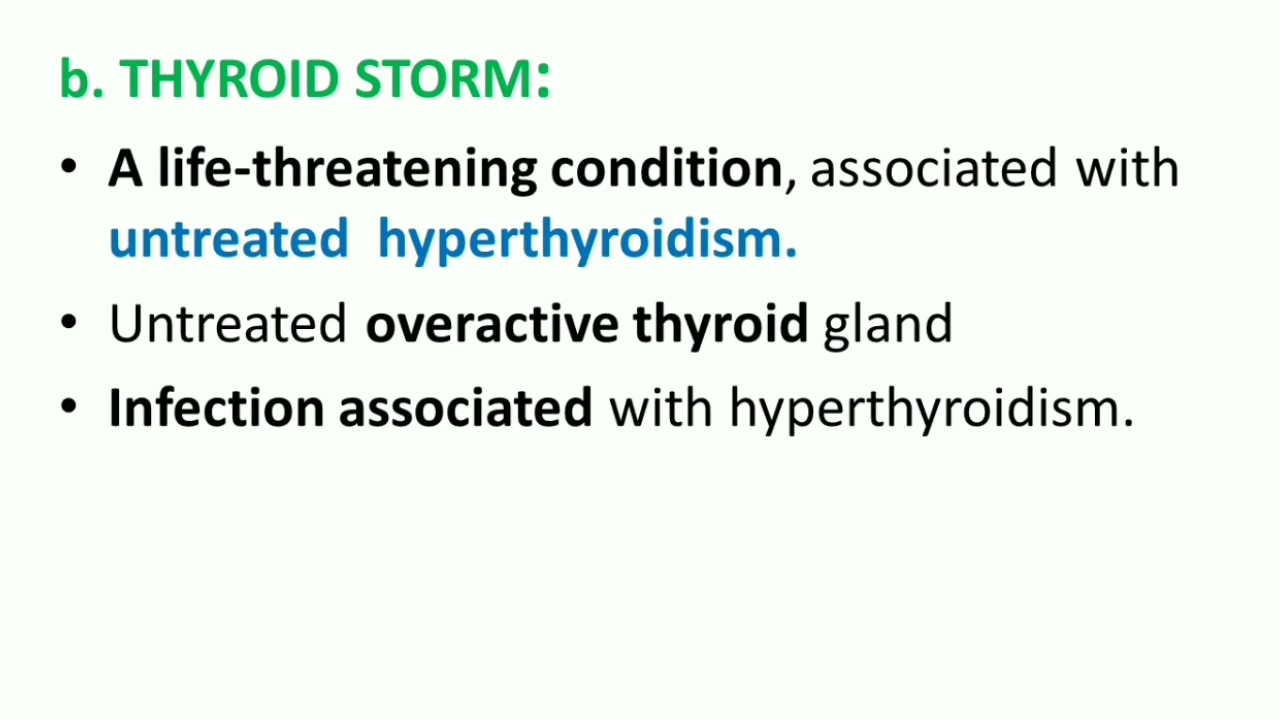 b. THYROID STORM:
• A life-threatening condition, associated with
untreated  hyperthyroidism.
• Untreated overactive thyroid gland
• Infection associated with hyperthyroidism.